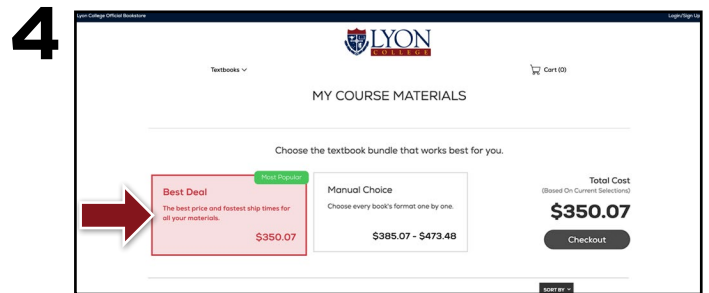 4
Lyon College Official Bookstore
Login/Sign Up
LYON
COLLEGE
Textbooks
Cart (0)
MY COURSE MATERIALS
Choose the textbook bundle that works best for you.
Most Popular
Best Deal
The best price and fastest ship times for
all your materials.
$350.07
Manual Choice
Choose every book's format one by one.
$385.07 - $473.48
Total Cost
(Based On Current Selections)
$350.07
Checkout
SORT BY